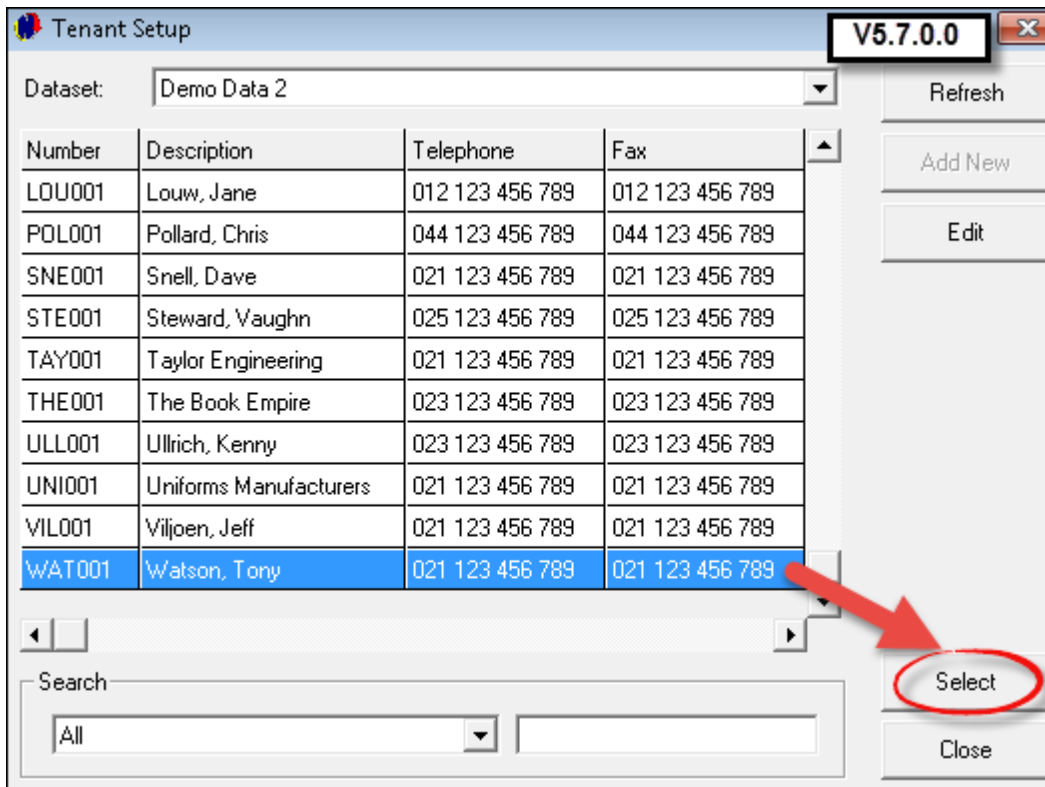 Tenant Setup
V5.7.0.0
Dataset: Demo Data 2
Refresh
Number Description Telephone Fax
Add New
LOU001 Louw, Jane 012 123 456 789 012 123 456 789
POL001 Pollard, Chris 044 123 456 789 044 123 456 789
Edit
SNE001 Snell, Dave 021 123 456 789 021 123 456 789
STE001 Steward, Vaughn 025 123 456 789 025 123 456 789
TAY001 Taylor Engineering 021 123 456 789 021 123 456 789
THE001 The Book Empire 023 123 456 789 023 123 456 789
ULL001 Ullrich, Kenny 023 123 456 789 023 123 456 789
UNI001 Uniforms Manufacturers 021 123 456 789 021 123 456 789
VIL001 Viljoen, Jeff 021 123 456 789 021 123 456 789
WAT001 Watson, Tony 021 123 456 789 021 123 456 789
Search
Select
All
Close